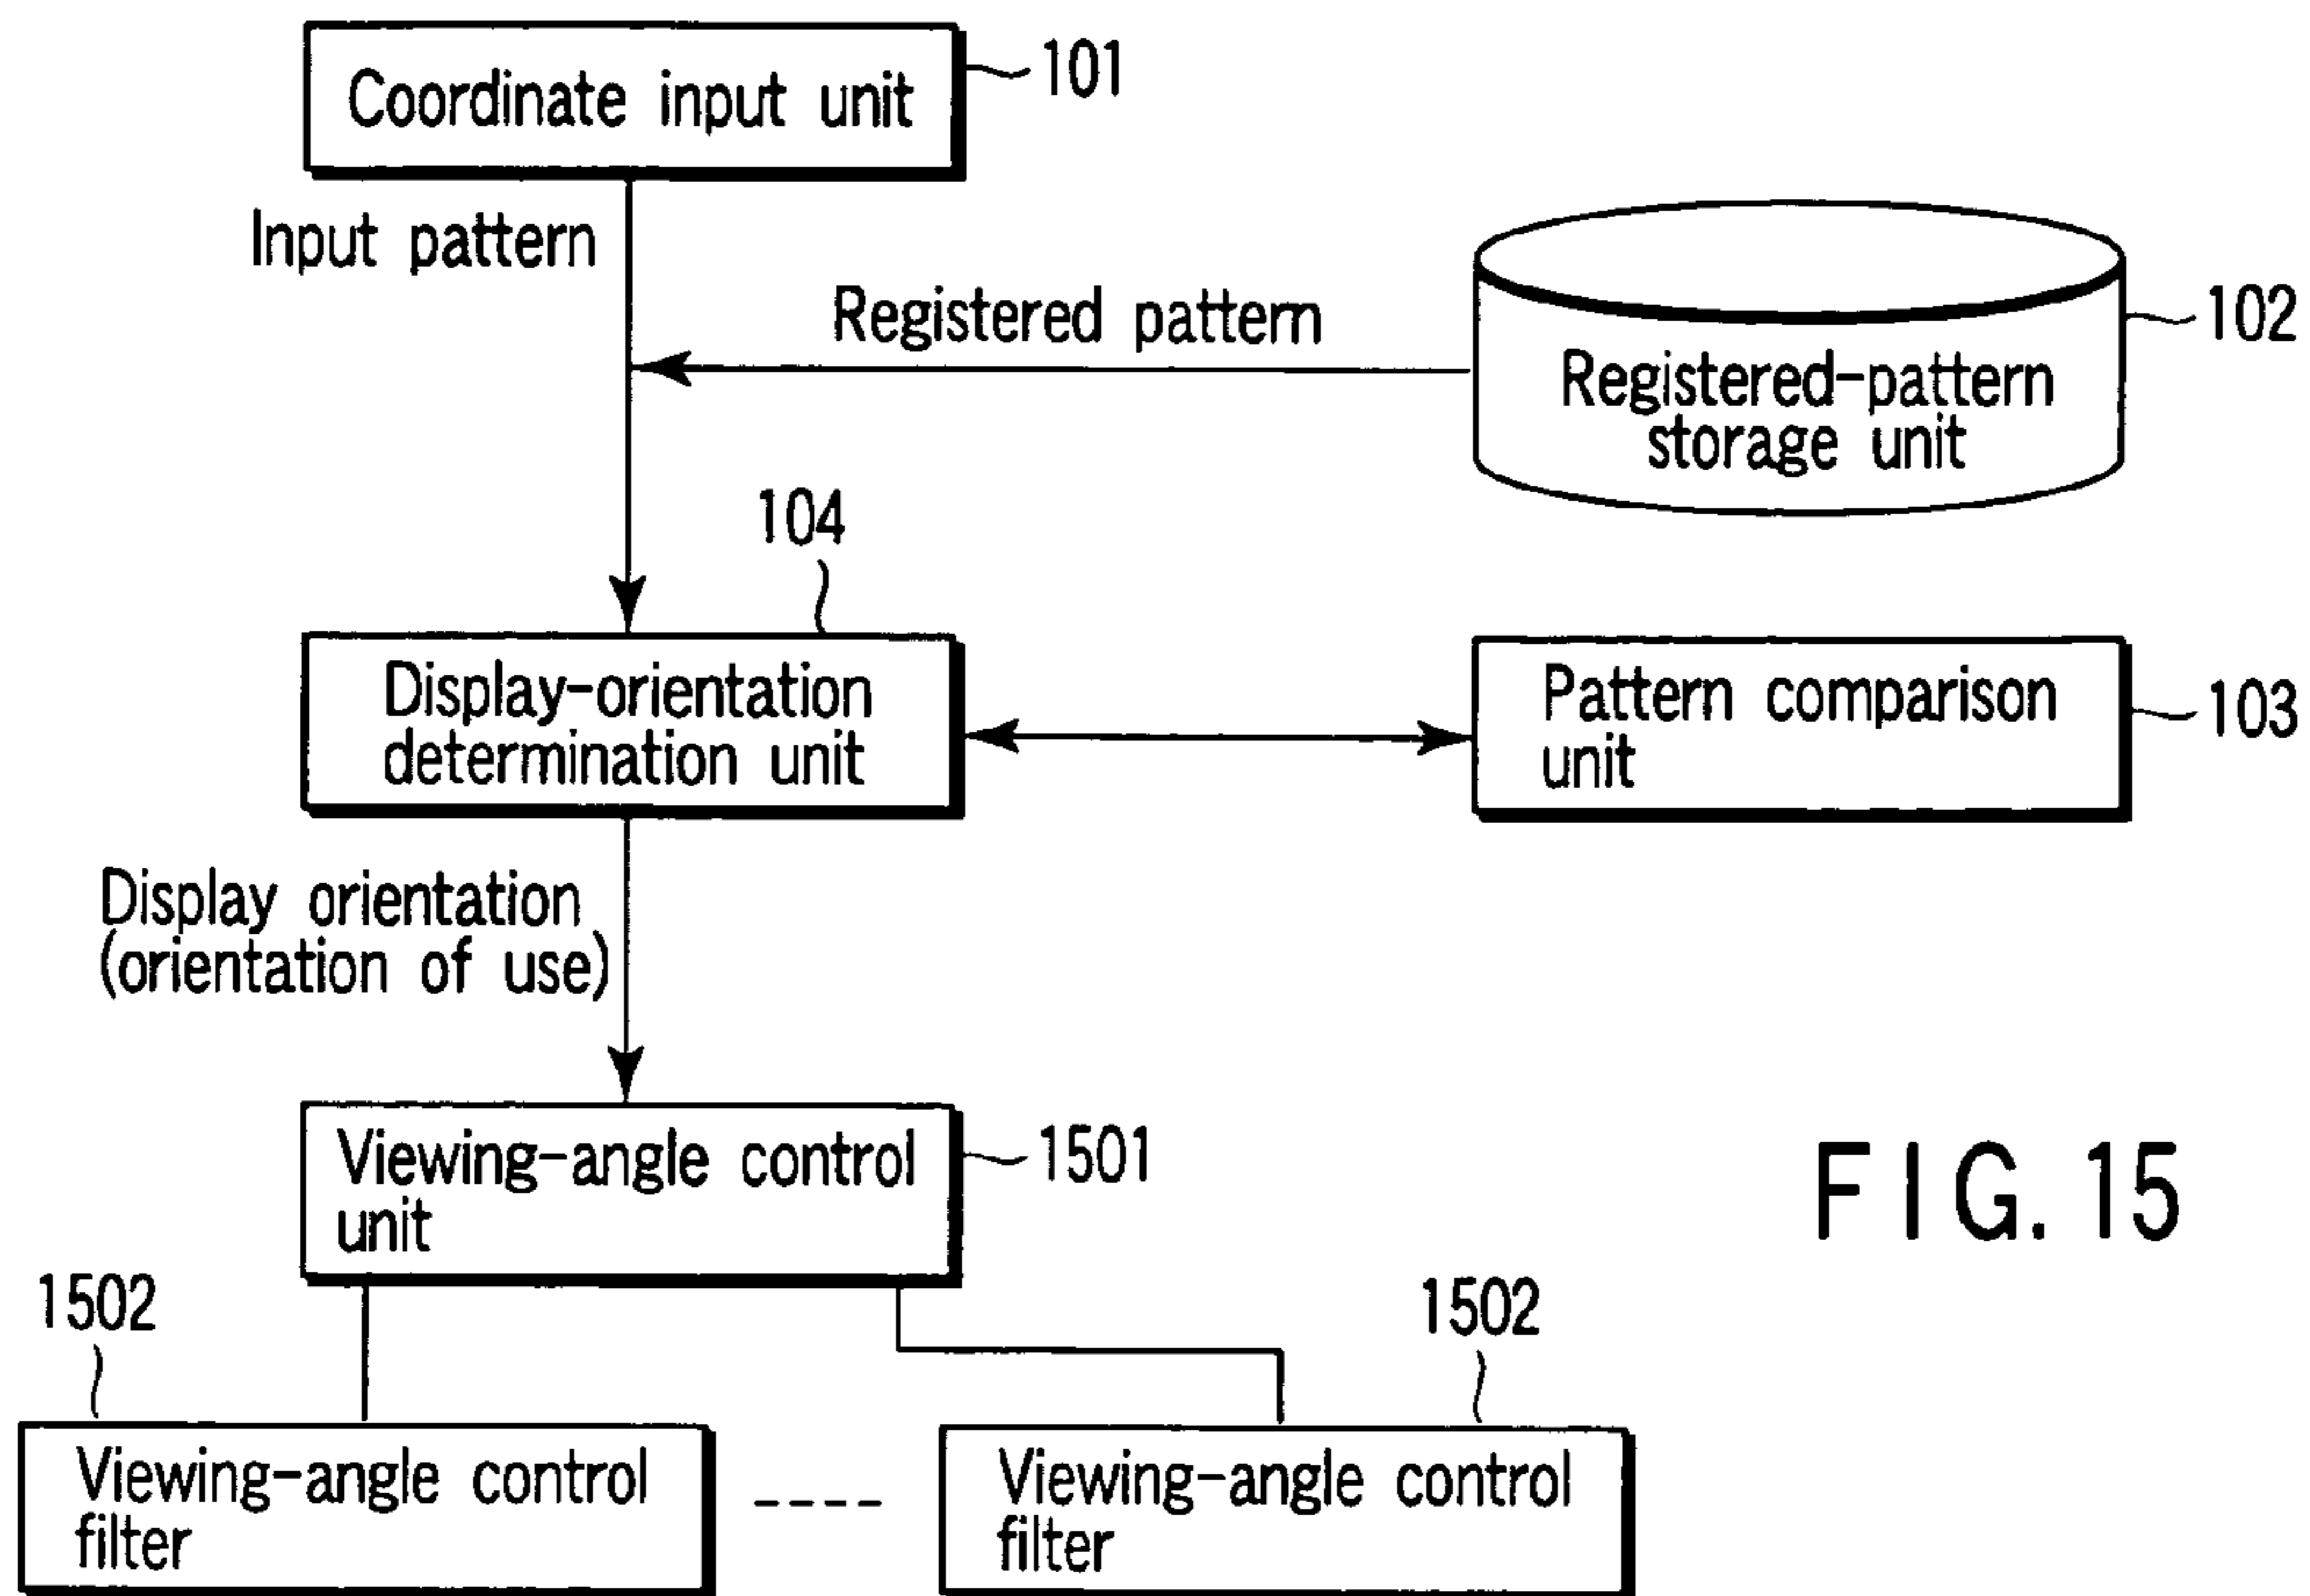 Coordinate input unit
101
Input pattern
Registered pattern
102
Registered-pattern
storage unit
104
Display-orientation
determination unit
Pattern comparison
unit
103
Display orientation
(orientation of use)
Viewing-angle control
unit
1501
FIG. 15
1502
1502
Viewing-angle control
filter
Viewing-angle control
filter